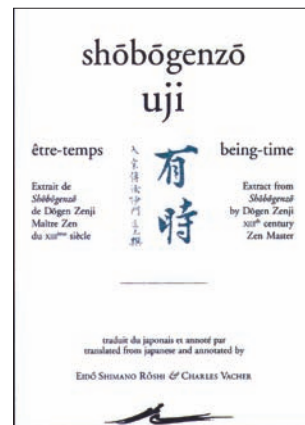 shōbōgenzō
uji
être-temps
Extrait de
Shōbōgenzō
de Dōgen Zenji
Maître Zen
du XIIIème siècle
有時
being-time
Extract from
Shōbōgenzō
by Dōgen Zenji
XIIIth century
Zen Master
traduit du japonais et annoté par
translated from japanese and annotated by
EIDŌ SHIMANO RŌSHI & CHARLES VACHER